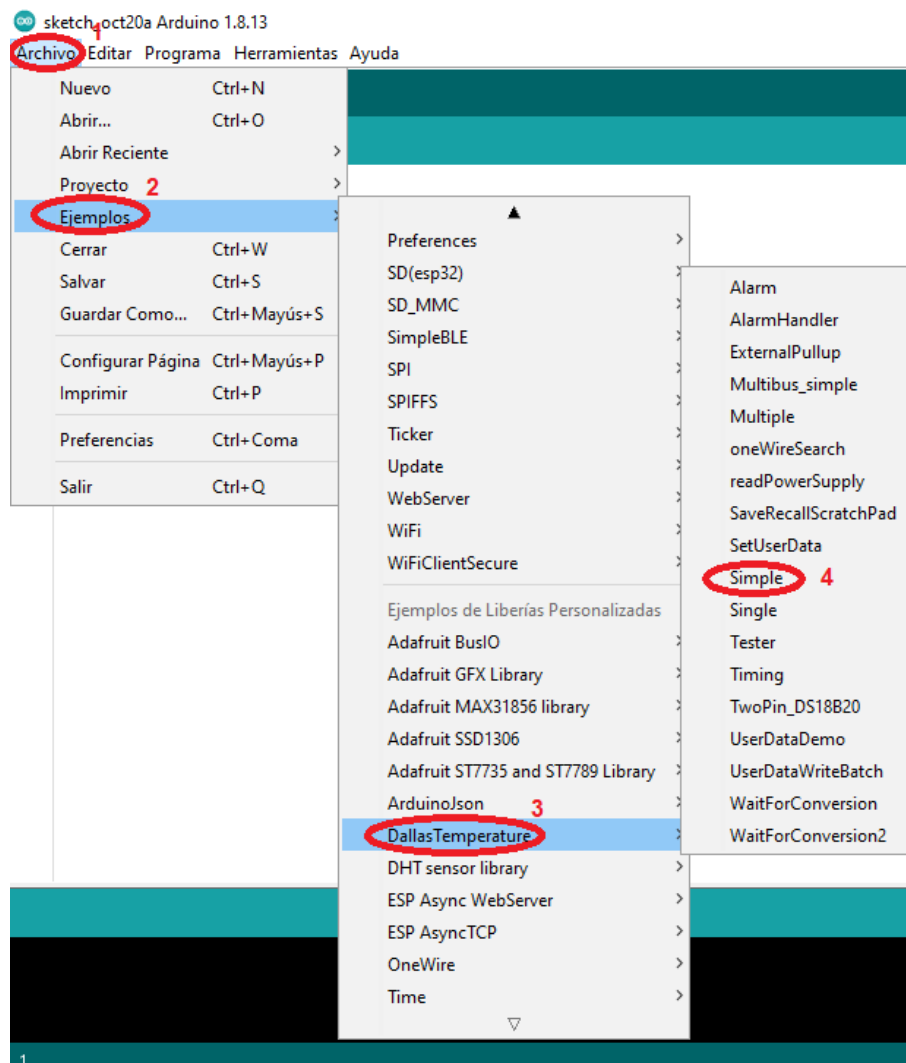 sketch_oct20a Arduino 1.8.13
1
Archivo Editar Programa Herramientas Ayuda
Nuevo Ctrl+N
Abrir... Ctrl+O
Abrir Reciente
Proyecto 2
Ejemplos
Cerrar Ctrl+W
Salvar Ctrl+S
Guardar Como... Ctrl+Mayús+S
Configurar Página Ctrl+Mayús+P
Imprimir Ctrl+P
Preferencias Ctrl+Coma
Salir Ctrl+Q
Preferences
SD(esp32)
SD_MMC
SimpleBLE
SPI
SPIFFS
Ticker
Update
WebServer
WiFi
WiFiClientSecure
Ejemplos de Liberías Personalizadas
Adafruit BusIO
Adafruit GFX Library
Adafruit MAX31856 library
Adafruit SSD1306
Adafruit ST7735 and ST7789 Library
ArduinoJson 3
DallasTemperature
DHT sensor library
ESP Async WebServer
ESP AsyncTCP
OneWire
Time
Alarm
AlarmHandler
ExternalPullup
Multibus_simple
Multiple
oneWireSearch
readPowerSupply
SaveRecallScratchPad
SetUserData
Simple 4
Single
Tester
Timing
TwoPin_DS18B20
UserDataDemo
UserDataWriteBatch
WaitForConversion
WaitForConversion2
1